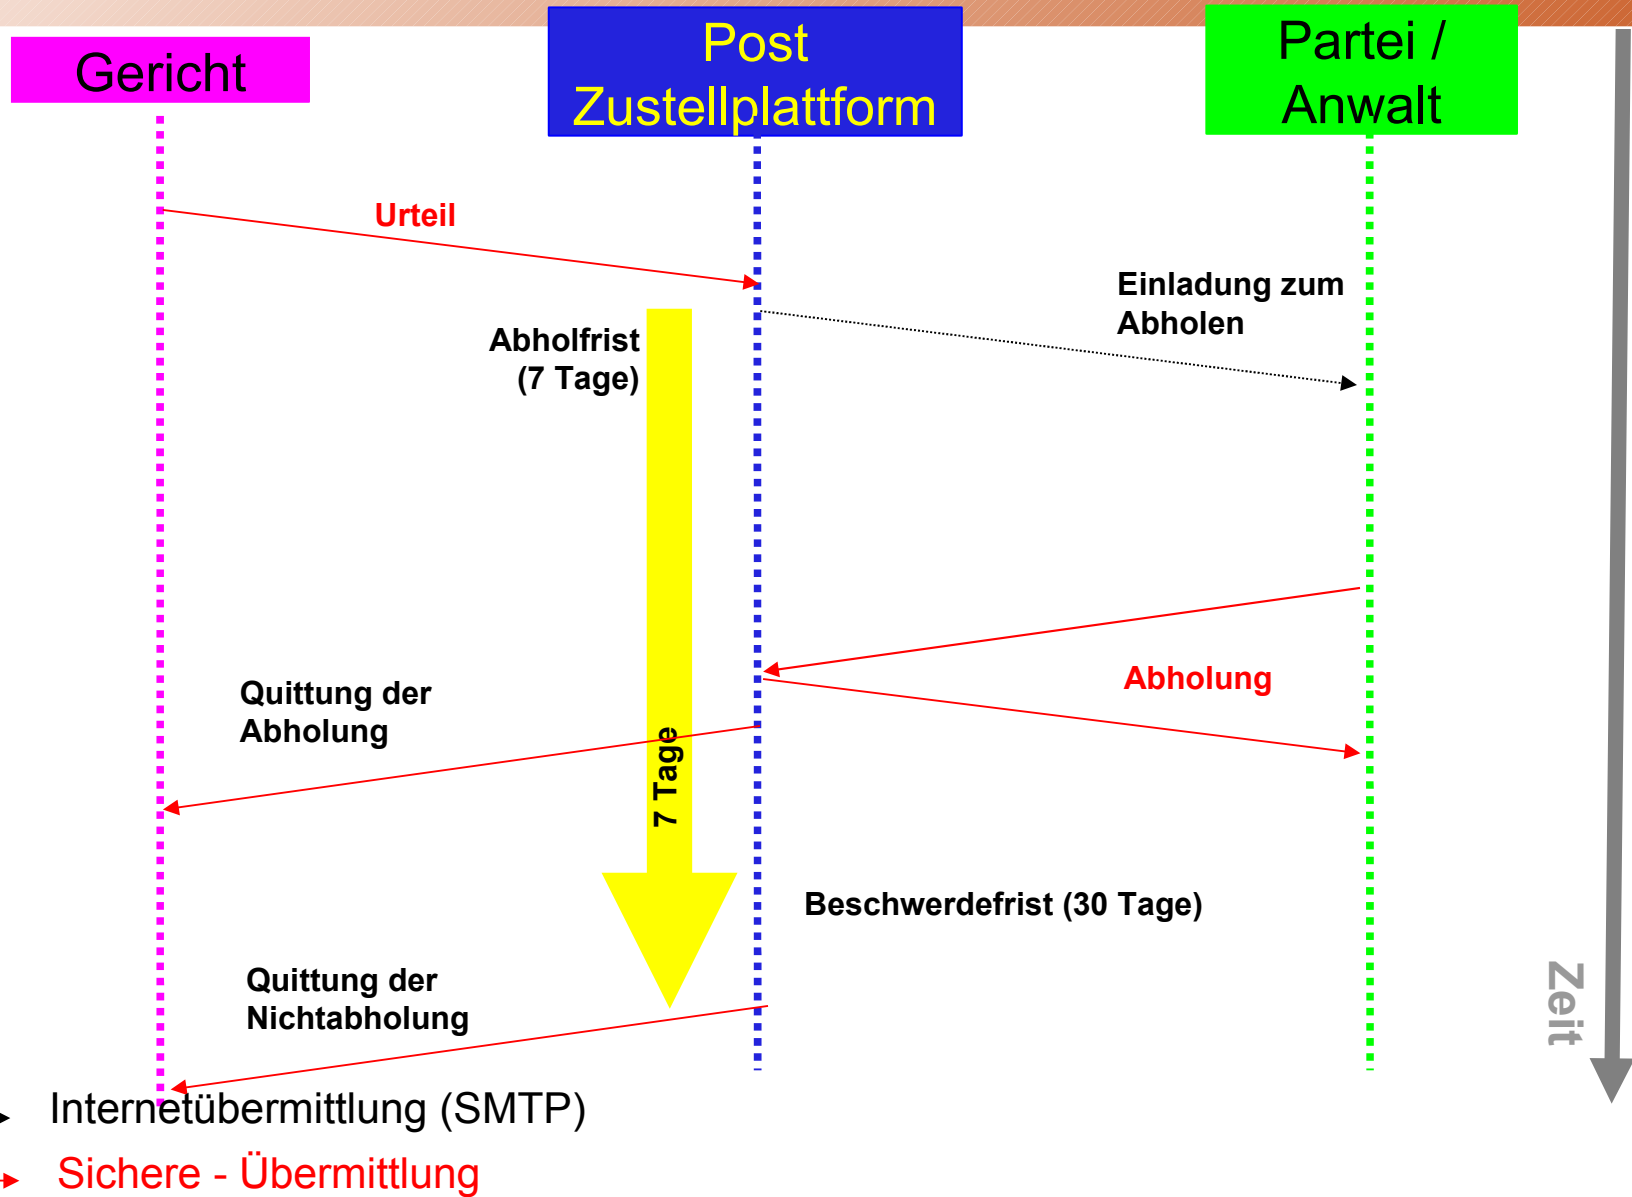 Gericht
Post
Zustellplattform
Partei /
Anwalt
Urteil
Einladung zum
Abholen
Abholfrist
(7 Tage)
Abholung
Quittung der
Abholung
7 Tage
Beschwerdefrist (30 Tage)
Quittung der
Nichtabholung
Zeit
Internetübermittlung (SMTP)
Sichere - Übermittlung